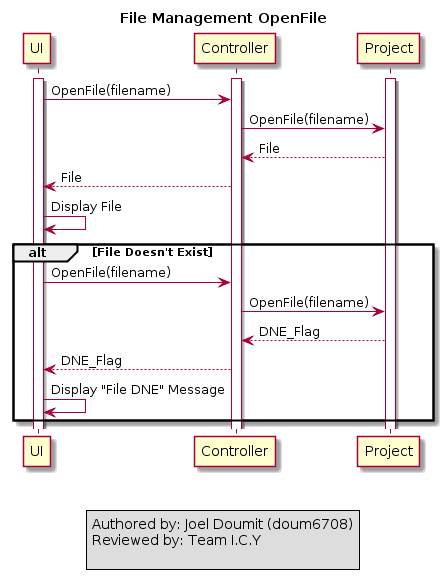 File Management OpenFile
UI Controller Project
OpenFile(filename)
OpenFile(filename)
File
File
Display File
alt [File Doesn't Exist]
OpenFile(filename)
OpenFile(filename)
DNE_Flag
DNE_Flag
Display "File DNE" Message
UI Controller Project
Authored by: Joel Doumit (doum6708)
Reviewed by: Team I.C.Y